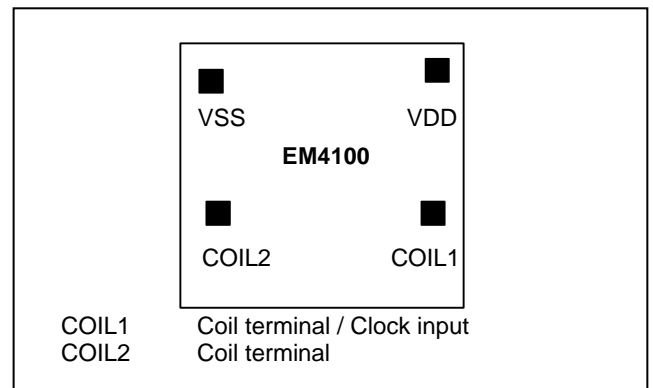 VSS VDD
EM4100
COIL2 COIL1
COIL1 Coil terminal / Clock input
COIL2 Coil terminal